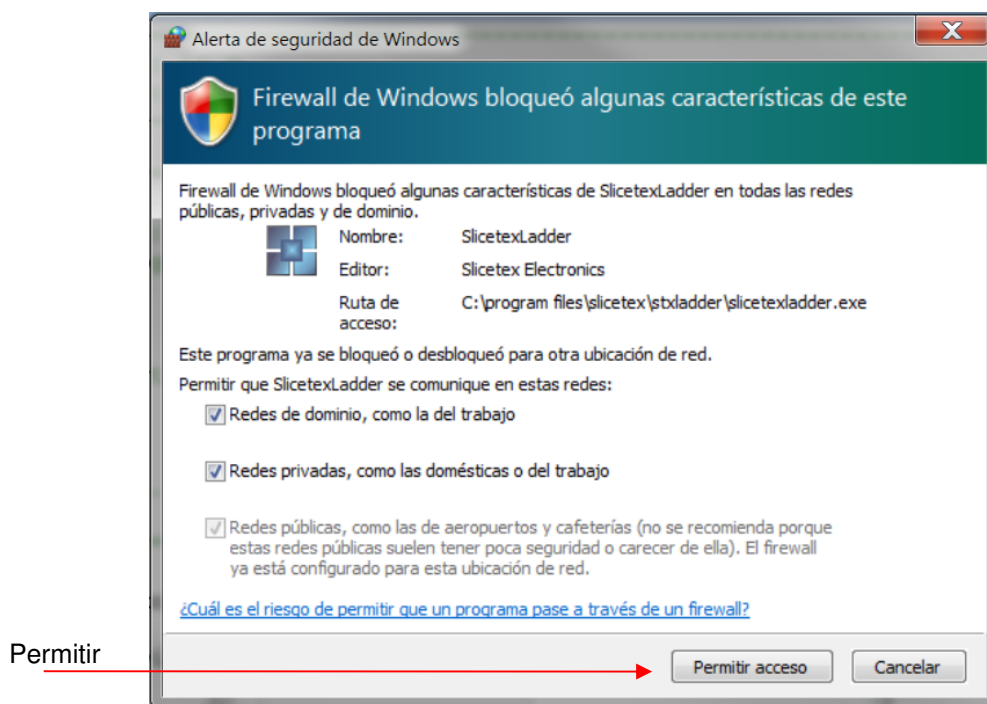 Alerta de seguridad de Windows
Firewall de Windows bloqueó algunas características de este
programa
Firewall de Windows bloqueó algunas características de SlicetexLadder en todas las redes
públicas, privadas y de dominio.
Nombre: SlicetexLadder
Editor: Slicetex Electronics
Ruta de C:\program files\slicetex\stxladder\slicetexladder.exe
acceso:
Este programa ya se bloqueó o desbloqueó para otra ubicación de red.
Permitir que SlicetexLadder se comunique en estas redes:
Redes de dominio, como la del trabajo
Redes privadas, como las domésticas o del trabajo
Redes públicas, como las de aeropuertos y cafeterías (no se recomienda porque
estas redes públicas suelen tener poca seguridad o carecer de ella). El firewall
ya está configurado para esta ubicación de red.
¿Cuál es el riesgo de permitir que un programa pase a través de un firewall?
Permitir
Permitir acceso Cancelar